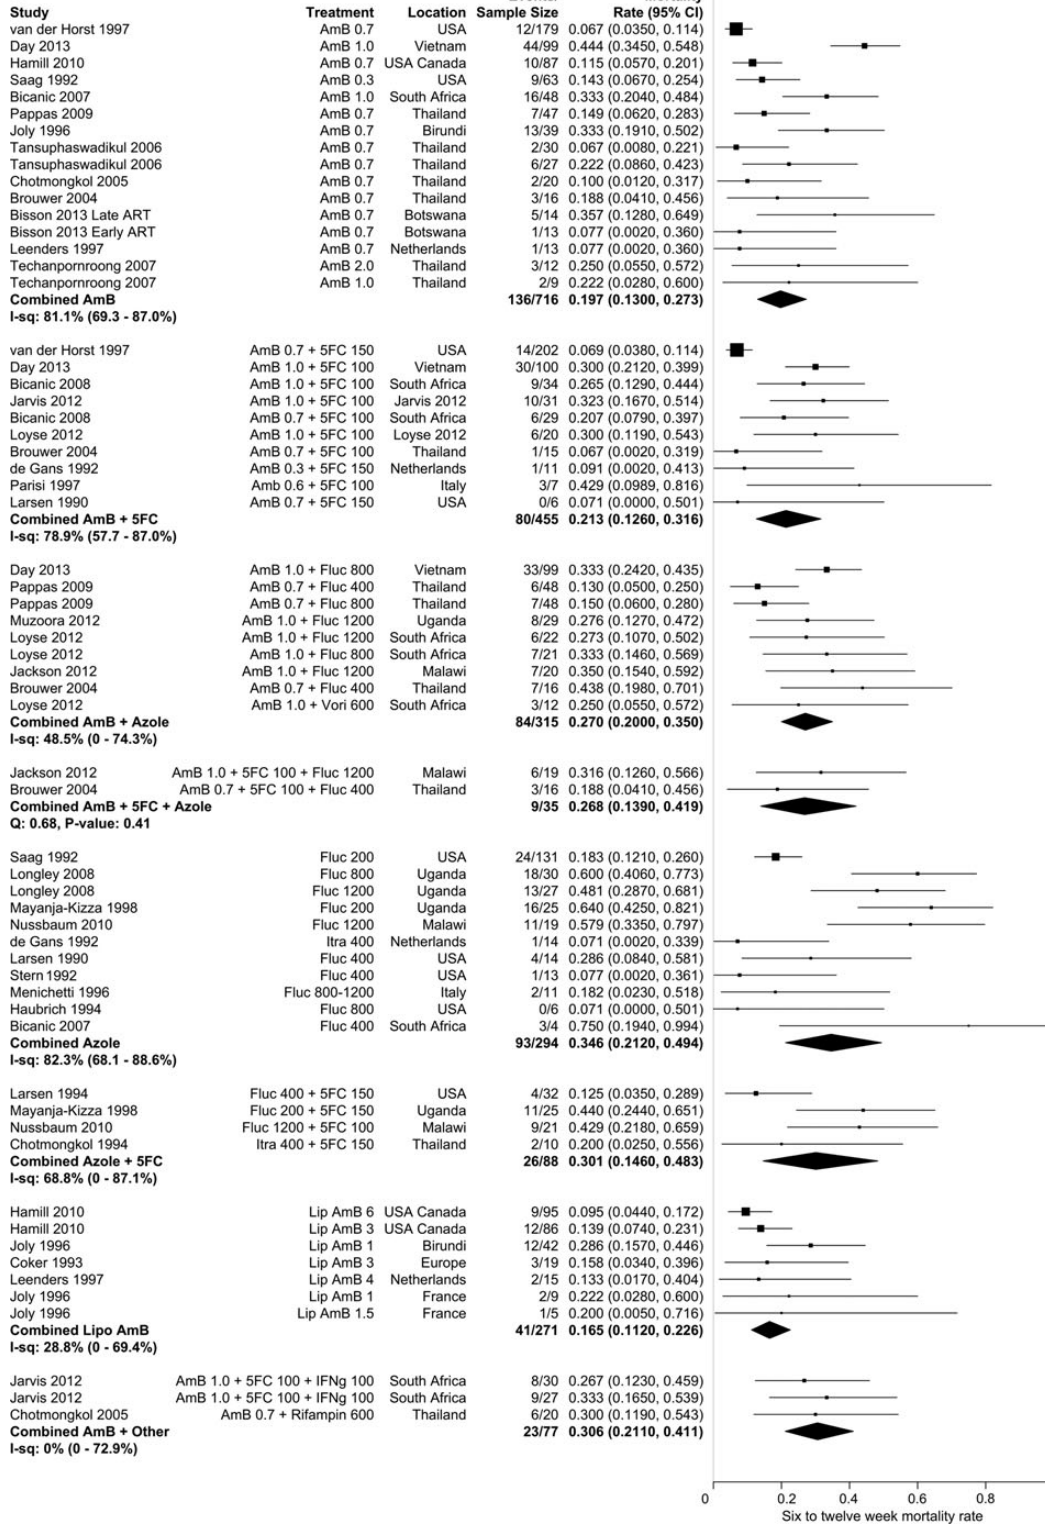 Study Treatment Location Sample Size Rate (95% CI)
van der Horst 1997 AmB 0.7 USA 12/179 0.067 (0.0350, 0.114)
Day 2013 AmB 1.0 Vietnam 44/99 0.444 (0.3450, 0.548)
Hamill 2010 AmB 0.7 USA Canada 10/87 0.115 (0.0570, 0.201)
Saag 1992 AmB 0.3 USA 9/63 0.143 (0.0670, 0.254)
Bicanic 2007 AmB 1.0 South Africa 16/48 0.333 (0.2040, 0.484)
Pappas 2009 AmB 0.7 Thailand 7/47 0.149 (0.0620, 0.283)
Joly 1996 AmB 0.7 Birundi 13/39 0.333 (0.1910, 0.502)
Tansuphaswadikul 2006 AmB 0.7 Thailand 2/30 0.067 (0.0080, 0.221)
Tansuphaswadikul 2006 AmB 0.7 Thailand 6/27 0.222 (0.0860, 0.423)
Chotmongkol 2005 AmB 0.7 Thailand 2/20 0.100 (0.0120, 0.317)
Brouwer 2004 AmB 0.7 Thailand 3/16 0.188 (0.0410, 0.456)
Bisson 2013 Late ART AmB 0.7 Botswana 5/14 0.357 (0.1280, 0.649)
Bisson 2013 Early ART AmB 0.7 Botswana 1/13 0.077 (0.0020, 0.360)
Leenders 1997 AmB 0.7 Netherlands 1/13 0.077 (0.0020, 0.360)
Techanpornroong 2007 AmB 2.0 Thailand 3/12 0.250 (0.0550, 0.572)
Techanpornroong 2007 AmB 1.0 Thailand 2/9 0.222 (0.0280, 0.600)
Combined AmB 136/716 0.197 (0.1300, 0.273)
I-sq: 81.1% (69.3 - 87.0%)
van der Horst 1997 AmB 0.7 + 5FC 150 USA 14/202 0.069 (0.0380, 0.114)
Day 2013 AmB 1.0 + 5FC 100 Vietnam 30/100 0.300 (0.2120, 0.399)
Bicanic 2008 AmB 1.0 + 5FC 100 South Africa 9/34 0.265 (0.1290, 0.444)
Jarvis 2012 AmB 1.0 + 5FC 100 Jarvis 2012 10/31 0.323 (0.1670, 0.514)
Bicanic 2008 AmB 0.7 + 5FC 100 South Africa 6/29 0.207 (0.0790, 0.397)
Loyse 2012 AmB 1.0 + 5FC 100 Loyse 2012 6/20 0.300 (0.1190, 0.543)
Brouwer 2004 AmB 0.7 + 5FC 100 Thailand 1/15 0.067 (0.0020, 0.319)
de Gans 1992 AmB 0.3 + 5FC 150 Netherlands 1/11 0.091 (0.0020, 0.413)
Parisi 1997 Amb 0.6 + 5FC 100 Italy 3/7 0.429 (0.0989, 0.816)
Larsen 1990 AmB 0.7 + 5FC 150 USA 0/6 0.071 (0.0000, 0.501)
Combined AmB + 5FC 80/455 0.213 (0.1260, 0.316)
I-sq: 78.9% (57.7 - 87.0%)
Day 2013 AmB 1.0 + Fluc 800 Vietnam 33/99 0.333 (0.2420, 0.435)
Pappas 2009 AmB 0.7 + Fluc 400 Thailand 6/48 0.130 (0.0500, 0.250)
Pappas 2009 AmB 0.7 + Fluc 800 Thailand 7/48 0.150 (0.0600, 0.280)
Muzoora 2012 AmB 1.0 + Fluc 1200 Uganda 8/29 0.276 (0.1270, 0.472)
Loyse 2012 AmB 1.0 + Fluc 1200 South Africa 6/22 0.273 (0.1070, 0.502)
Loyse 2012 AmB 1.0 + Fluc 800 South Africa 7/21 0.333 (0.1460, 0.569)
Jackson 2012 AmB 1.0 + Fluc 1200 Malawi 7/20 0.350 (0.1540, 0.592)
Brouwer 2004 AmB 0.7 + Fluc 400 Thailand 7/16 0.438 (0.1980, 0.701)
Loyse 2012 AmB 1.0 + Vori 600 South Africa 3/12 0.250 (0.0550, 0.572)
Combined AmB + Azole 84/315 0.270 (0.2000, 0.350)
I-sq: 48.5% (0 - 74.3%)
Jackson 2012 AmB 1.0 + 5FC 100 + Fluc 1200 Malawi 6/19 0.316 (0.1260, 0.566)
Brouwer 2004 AmB 0.7 + 5FC 100 + Fluc 400 Thailand 3/16 0.188 (0.0410, 0.456)
Combined AmB + 5FC + Azole 9/35 0.268 (0.1390, 0.419)
Q: 0.68, P-value: 0.41
Saag 1992 Fluc 200 USA 24/131 0.183 (0.1210, 0.260)
Longley 2008 Fluc 800 Uganda 18/30 0.600 (0.4060, 0.773)
Longley 2008 Fluc 1200 Uganda 13/27 0.481 (0.2870, 0.681)
Mayanja-Kizza 1998 Fluc 200 Uganda 16/25 0.640 (0.4250, 0.821)
Nussbaum 2010 Fluc 1200 Malawi 11/19 0.579 (0.3350, 0.797)
de Gans 1992 Itra 400 Netherlands 1/14 0.071 (0.0020, 0.339)
Larsen 1990 Fluc 400 USA 4/14 0.286 (0.0840, 0.581)
Stern 1992 Fluc 400 USA 1/13 0.077 (0.0020, 0.361)
Menichetti 1996 Fluc 800-1200 Italy 2/11 0.182 (0.0230, 0.518)
Haubrich 1994 Fluc 800 USA 0/6 0.071 (0.0000, 0.501)
Bicanic 2007 Fluc 400 South Africa 3/4 0.750 (0.1940, 0.994)
Combined Azole 93/294 0.346 (0.2120, 0.494)
I-sq: 82.3% (68.1 - 88.6%)
Larsen 1994 Fluc 400 + 5FC 150 USA 4/32 0.125 (0.0350, 0.289)
Mayanja-Kizza 1998 Fluc 200 + 5FC 150 Uganda 11/25 0.440 (0.2440, 0.651)
Nussbaum 2010 Fluc 1200 + 5FC 100 Malawi 9/21 0.429 (0.2180, 0.659)
Chotmongkol 1994 Itra 400 + 5FC 150 Thailand 2/10 0.200 (0.0250, 0.556)
Combined Azole + 5FC 26/88 0.301 (0.1460, 0.483)
I-sq: 68.8% (0 - 87.1%)
Hamill 2010 Lip AmB 6 USA Canada 9/95 0.095 (0.0440, 0.172)
Hamill 2010 Lip AmB 3 USA Canada 12/86 0.139 (0.0740, 0.231)
Joly 1996 Lip AmB 1 Birundi 12/42 0.286 (0.1570, 0.446)
Coker 1993 Lip AmB 3 Europe 3/19 0.158 (0.0340, 0.396)
Leenders 1997 Lip AmB 4 Netherlands 2/15 0.133 (0.0170, 0.404)
Joly 1996 Lip AmB 1 France 2/9 0.222 (0.0280, 0.600)
Joly 1996 Lip AmB 1.5 France 1/5 0.200 (0.0050, 0.716)
Combined Lipo AmB 41/271 0.165 (0.1120, 0.226)
I-sq: 28.8% (0 - 69.4%)
Jarvis 2012 AmB 1.0 + 5FC 100 + IFNg 100 South Africa 8/30 0.267 (0.1230, 0.459)
Jarvis 2012 AmB 1.0 + 5FC 100 + IFNg 100 South Africa 9/27 0.333 (0.1650, 0.539)
Chotmongkol 2005 AmB 0.7 + Rifampin 600 Thailand 6/20 0.300 (0.1190, 0.543)
Combined AmB + Other 23/77 0.306 (0.2110, 0.411)
I-sq: 0% (0 - 72.9%)
0 0.2 0.4 0.6 0.8
Six to twelve week mortality rate